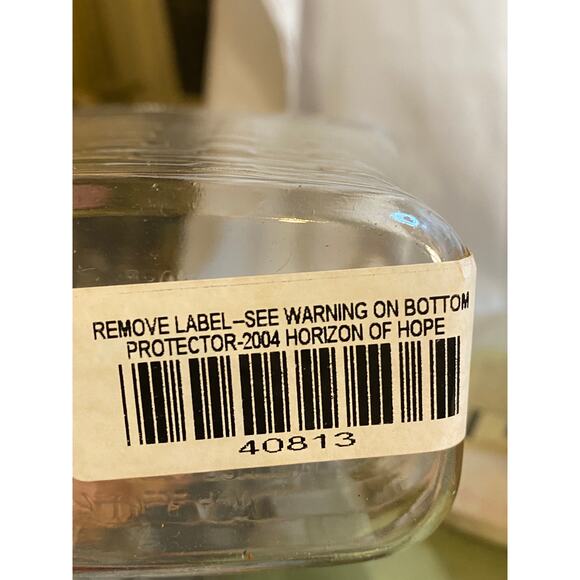 REMOVE LABEL–SEE WARNING ON BOTTOM
PROTECTOR-2004 HORIZON OF HOPE
40813